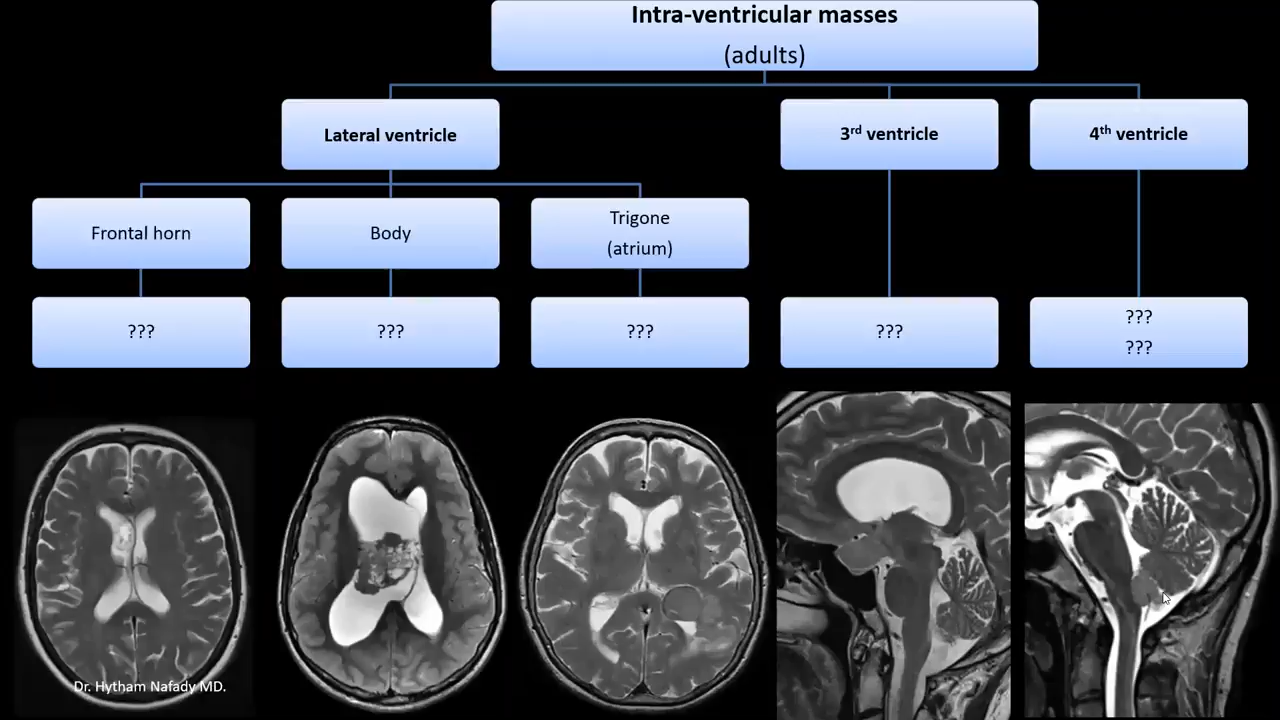 Intra-ventricular masses
(adults)
Lateral ventricle
3rd ventricle
4th ventricle
Frontal horn
Body
Trigone
(atrium)
???
???
???
???
???
???
Dr. Hytham Nafady MD.